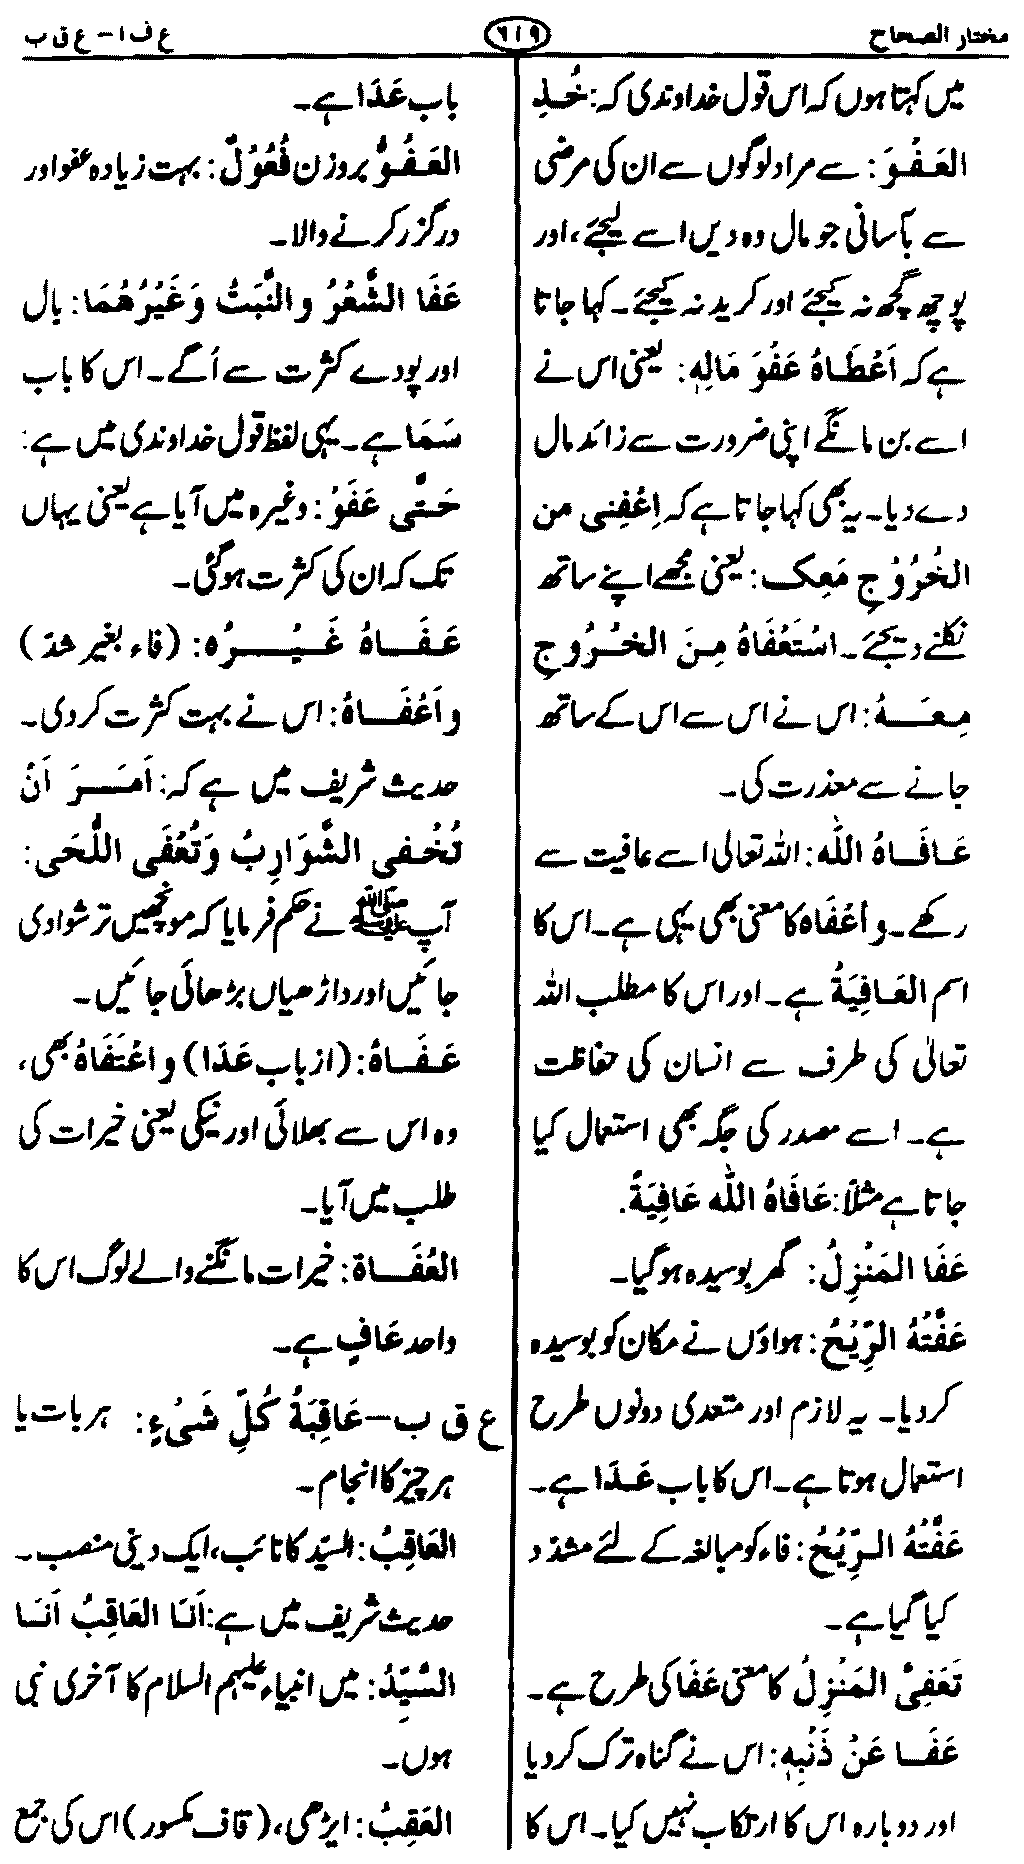 مختار الصحاح
٦١٩
ع ف ا – ع ق ب
میں کہتا ہوں کہ اس قول خداوندی کہ: خُذِ
العَفْوَ: سے مراد لوگوں سے ان کی مرضی
سے بآسانی جو مال وہ دیں اسے لیجئے، اور
پوچھ گچھ نہ کیجئے اور کرید نہ کیجئے۔ کہا جاتا
ہے کہ اَعْطَاهُ عَفْوَ مَالِهٖ: یعنی اس نے
اسے بن مانگے اپنی ضرورت سے زائد مال
دے دیا۔ یہ بھی کہا جاتا ہے کہ اِعْفِنِی من
الخُرُوْجِ مَعِک: یعنی مجھے اپنے ساتھ
نکلنے دیجئے۔ اسْتَعْفَاهُ مِنَ الخُرُوجِ
مِعَهُ: اس نے اس سے اس کے ساتھ
جانے سے معذرت کی۔
عَافَاهُ اللّٰه: اللہ تعالیٰ اسے عافیت سے
رکھے۔ و اَعْفَاه کا معنی بھی یہی ہے۔ اس کا
اسم العَافِيَةُ ہے۔ اور اس کا مطلب اللہ
تعالیٰ کی طرف سے انسان کی حفاظت
ہے۔ اسے مصدر کی جگہ بھی استعمال کیا
جاتا ہے مثلاً: عَافَاهُ اللّٰه عَافِيَةً.
عَفَا المَنْزِلُ: گھر بوسیدہ ہوگیا۔
عَفَّتْهُ الرِّيْحُ: ہواؤں نے مکان کو بوسیدہ
کر دیا۔ یہ لازم اور متعدی دونوں طرح
استعمال ہوتا ہے۔ اس کا باب عَدَا ہے۔
عَفَّتْهُ الرِّيْحُ: فاء کو مبالغہ کے لئے مشدد
کیا گیا ہے۔
تَعَفَّى المَنْزِلُ کا معنی عَفَا کی طرح ہے۔
عَفَا عَنْ ذَنْبِهٖ: اس نے گناہ ترک کر دیا
اور دوبارہ اس کا ارتکاب نہیں کیا۔ اس کا
باب عَدَا ہے۔
العَفُوُّ بروزن فُعُوْلٌ: بہت زیادہ عفو اور
درگزر کرنے والا۔
عَفَا الشَّعْرُ والنَّبَتُ وَغَيْرُهُمَا: بال
اور پودے کثرت سے اُگے۔ اس کا باب
سَمَا ہے۔ یہی لفظ قول خداوندی میں ہے:
حَتّٰى عَفَوْ: وغیرہ میں آیا ہے یعنی یہاں
تک کہ ان کی کثرت ہوگئی۔
عَفَاهُ غَيْرُه: (فاء بغیر شد)
و اَعْفَاهُ: اس نے بہت کثرت کر دی۔
حدیث شریف میں ہے کہ: اَمَرَ اَنْ
تُحْفى الشَّوَارِبُ وَتُعْفَى اللُّحَى:
آپ ﷺ نے حکم فرمایا کہ مونچھیں ترشوا دی
جائیں اور داڑھیاں بڑھائی جائیں۔
عَفَاهُ: (از باب عَدَا) و اعْتَفَاهُ بھی،
وہ اس سے بھلائی اور نیکی یعنی خیرات کی
طلب میں آیا۔
العُفَاة: خیرات مانگنے والے لوگ اس کا
واحد عَافٍ ہے۔
ع ق ب – عَاقِبَةُ كُلِّ شَیْءٍ: ہر بات یا
ہر چیز کا انجام۔
العَاقِبُ: السیّد کا نائب، ایک دینی منصب۔
حدیث شریف میں ہے: اَنَا العَاقِبُ اَنَا
السَّيِّدُ: میں انبیاء علیہم السلام کا آخری نبی
ہوں۔
العَقِبُ: ایڑھی، (قاف مکسور) اس کی جمع